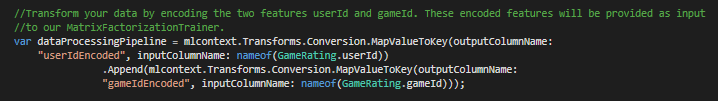 //Transform your data by encoding the two features userId and gameId. These encoded features will be provided as input
//to our MatrixFactorizationTrainer.
var dataProcessingPipeline = mlcontext.Transforms.Conversion.MapValueToKey(outputColumnName:
"userIdEncoded", inputColumnName: nameof(GameRating.userId))
.Append(mlcontext.Transforms.Conversion.MapValueToKey(outputColumnName:
"gameIdEncoded", inputColumnName: nameof(GameRating.gameId)));